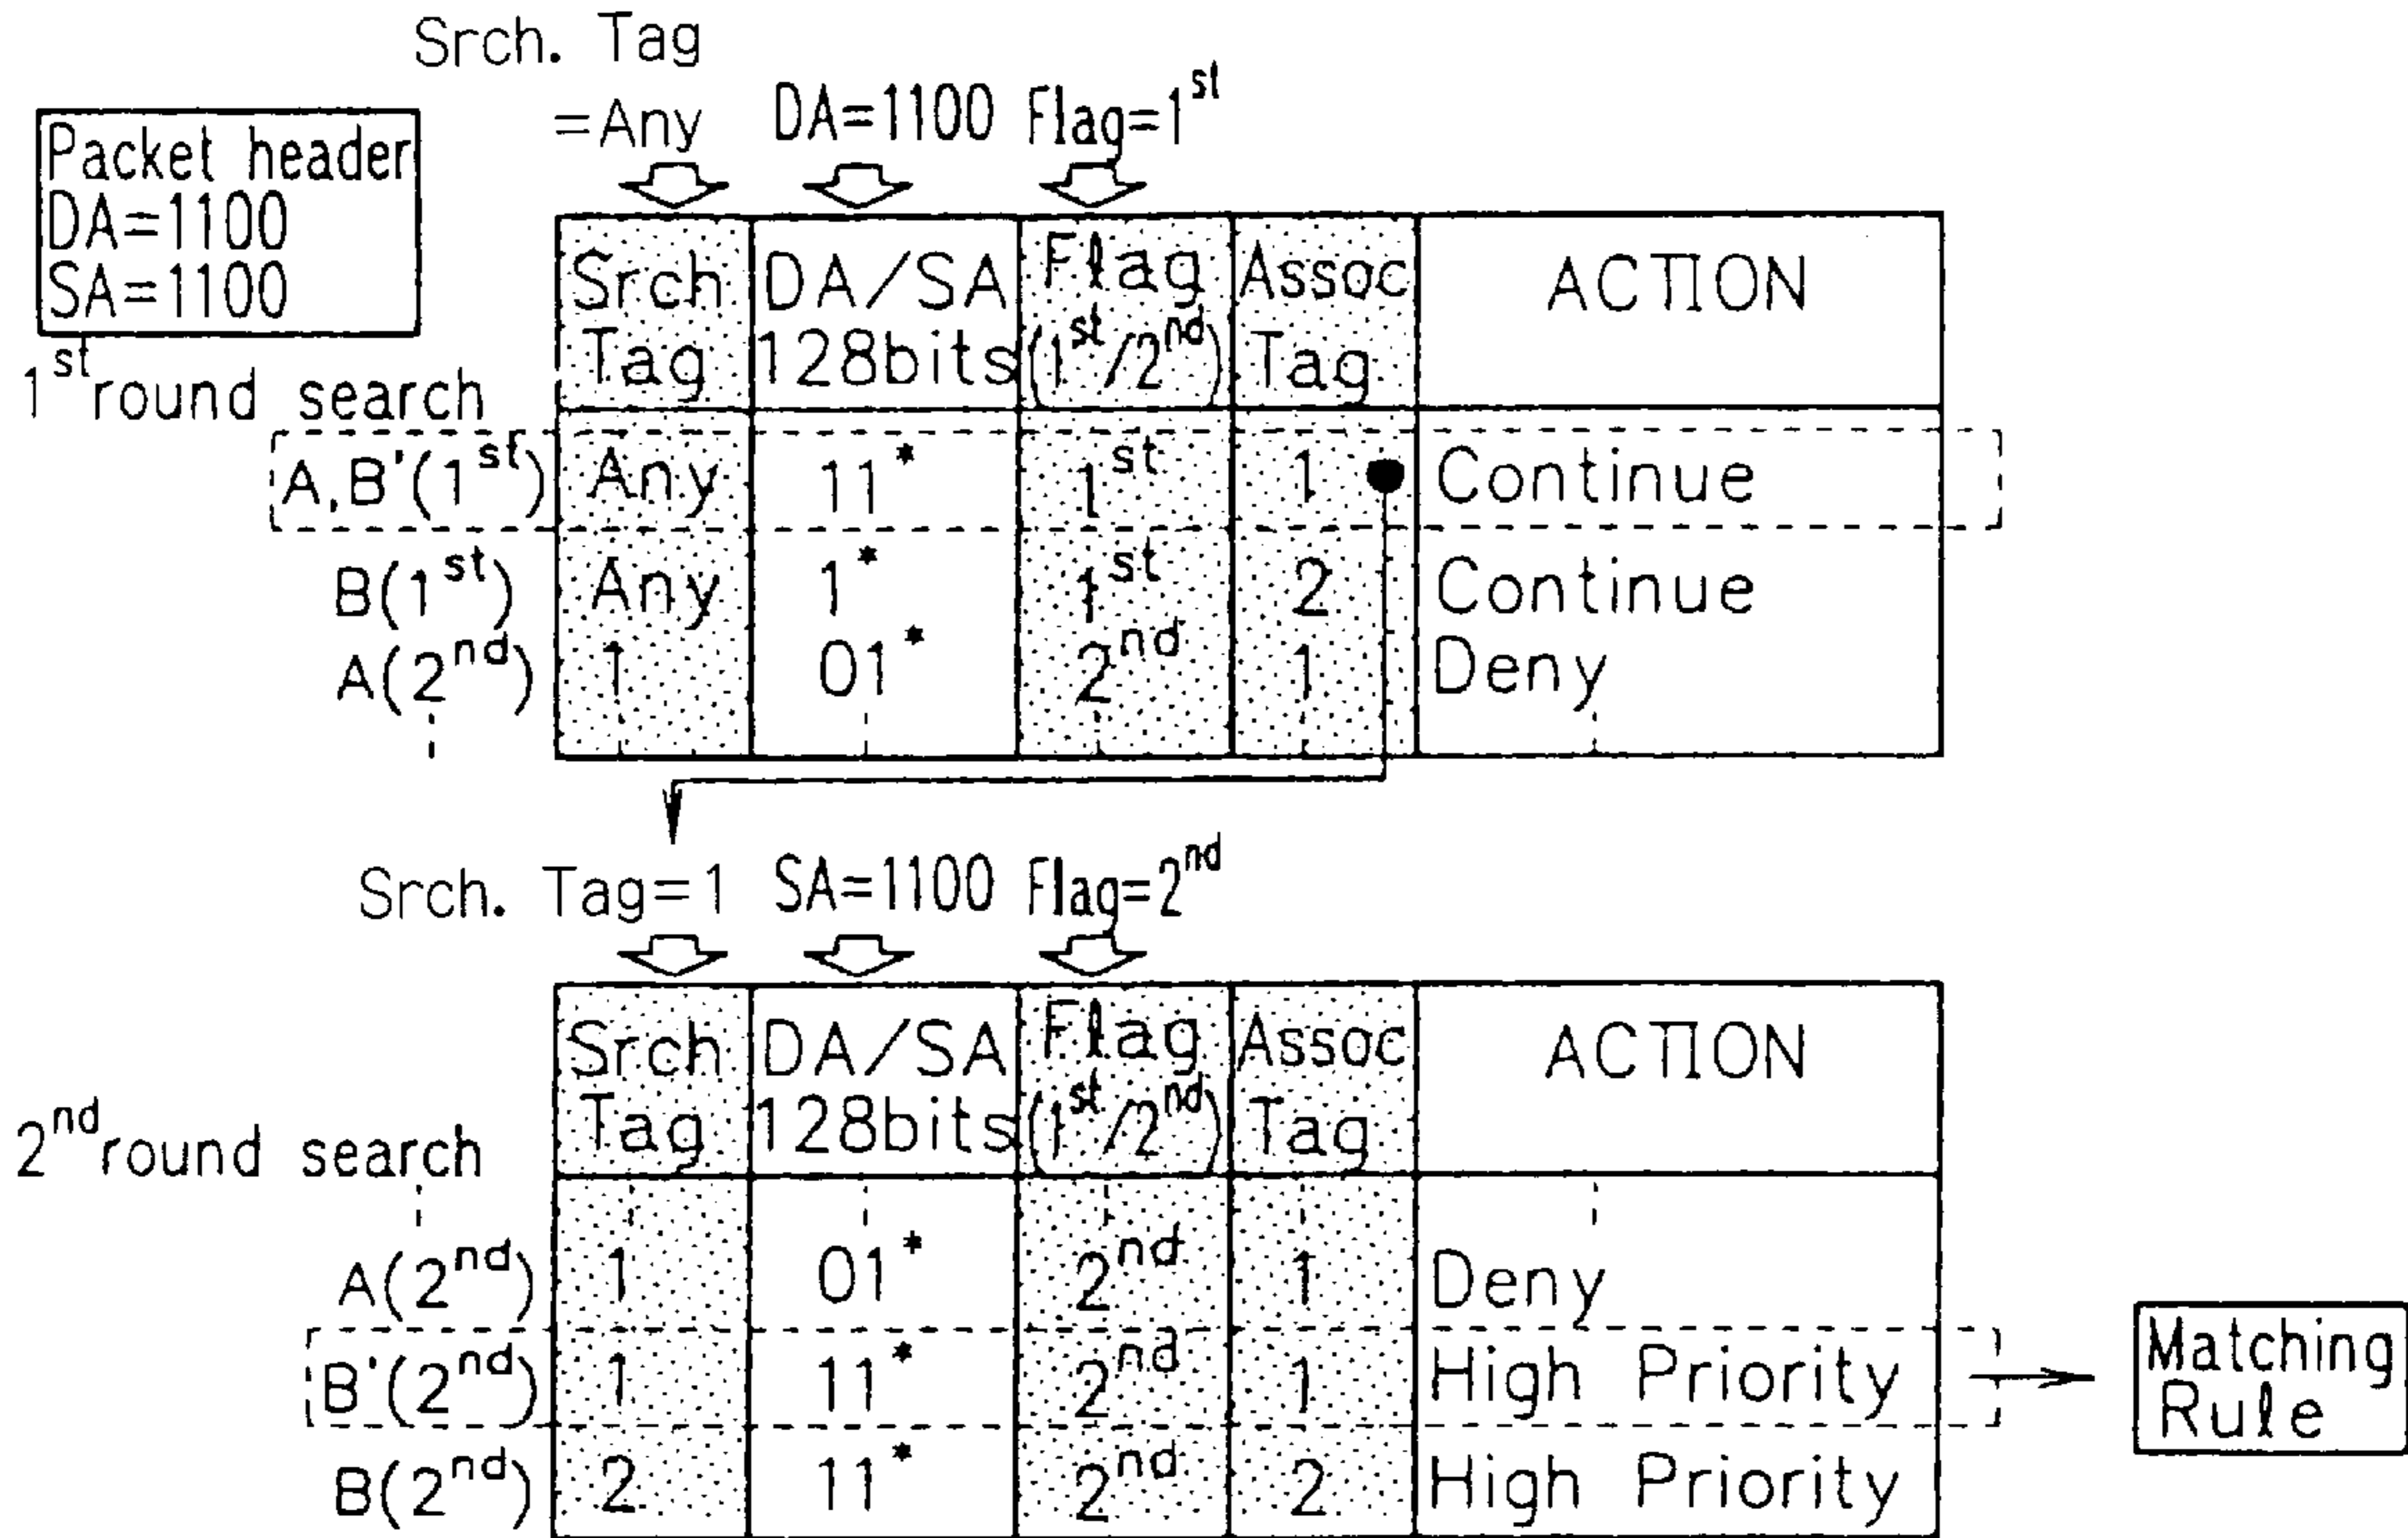 Srch. Tag
=Any DA=1100 Flag=1st
Packet header
DA=1100
SA=1100
1st round search
Srch Tag DA/SA 128bits Flag (1st/2nd) Assoc Tag ACTION
A,B'(1st) Any 11* 1st 1 Continue
B(1st) Any 1* 1st 2 Continue
A(2nd) 1 01* 2nd 1 Deny
Srch. Tag=1 SA=1100 Flag=2nd
2nd round search
Srch Tag DA/SA 128bits Flag (1st/2nd) Assoc Tag ACTION
A(2nd) 1 01* 2nd 1 Deny
B'(2nd) 1 11* 2nd 1 High Priority
B(2nd) 2 11* 2nd 2 High Priority
Matching
Rule